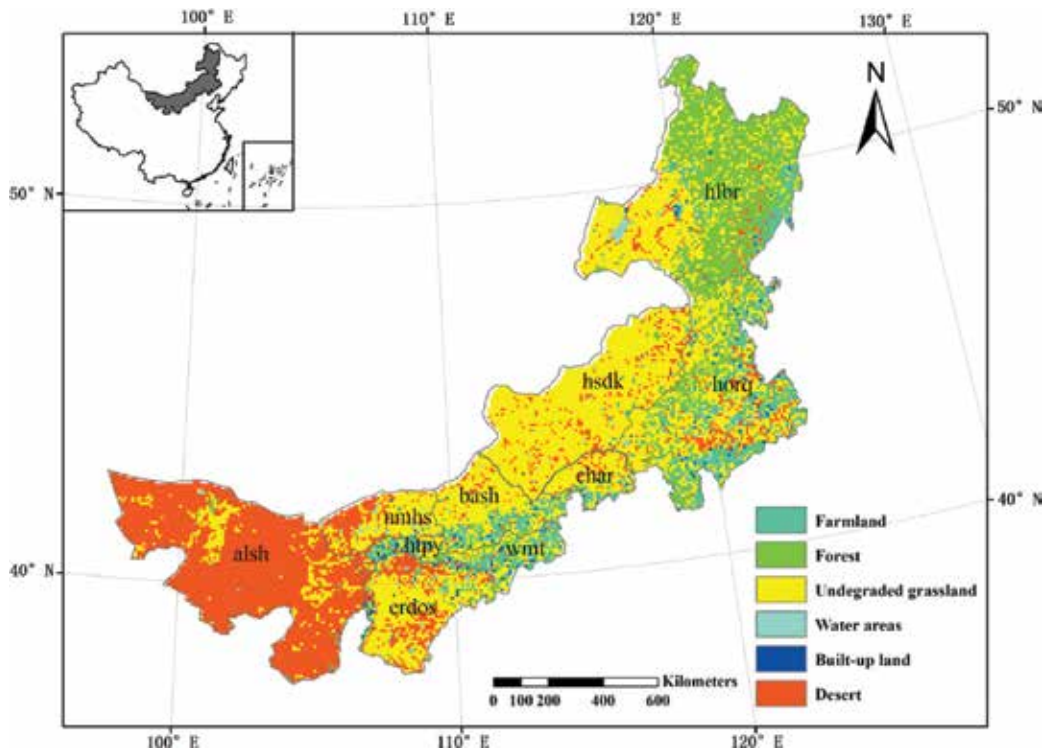 100° E
110° E
120° E
130° E
N
50° N
50° N
hlbr
hsdk
horq
char
bash
nmhs
htpy
wmt
alsh
erdos
40° N
40° N
Farmland
Forest
Undegraded grassland
Water areas
Built-up land
Desert
Kilometers
0 100 200 400 600
100° E
110° E
120° E